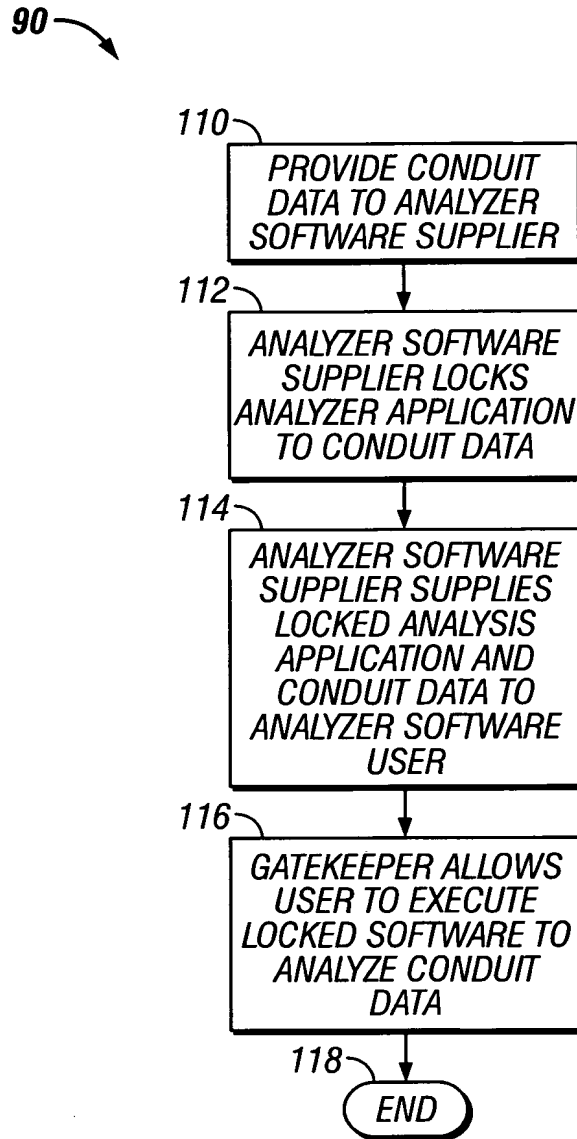 90
110
PROVIDE CONDUIT
DATA TO ANALYZER
SOFTWARE SUPPLIER
112
ANALYZER SOFTWARE
SUPPLIER LOCKS
ANALYZER APPLICATION
TO CONDUIT DATA
114
ANALYZER SOFTWARE
SUPPLIER SUPPLIES
LOCKED ANALYSIS
APPLICATION AND
CONDUIT DATA TO
ANALYZER SOFTWARE
USER
116
GATEKEEPER ALLOWS
USER TO EXECUTE
LOCKED SOFTWARE TO
ANALYZE CONDUIT
DATA
118
END